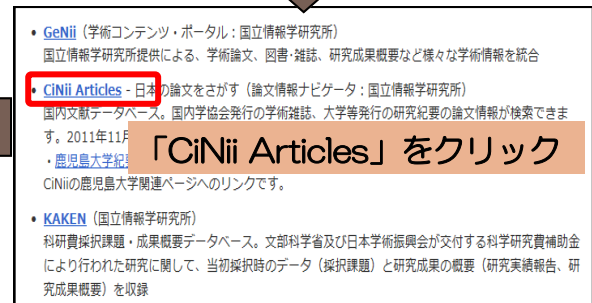 • GeNii（学術コンテンツ・ポータル：国立情報学研究所）
国立情報学研究所提供による、学術論文、図書･雑誌、研究成果概要など様々な学術情報を統合
• CiNii Articles - 日本の論文をさがす（論文情報ナビゲータ：国立情報学研究所）
国内文献データベース。国内学協会発行の学術雑誌、大学等発行の研究紀要の論文情報が検索できま
す。2011年11月
「CiNii Articles」をクリック
・鹿児島大学紀
CiNiiの鹿児島大学関連ページへのリンクです。
• KAKEN（国立情報学研究所）
科研費採択課題・成果概要データベース。文部科学省及び日本学術振興会が交付する科学研究費補助金
により行われた研究に関して、当初採択時のデータ（採択課題）と研究成果の概要（研究実績報告、研
究成果概要）を収録